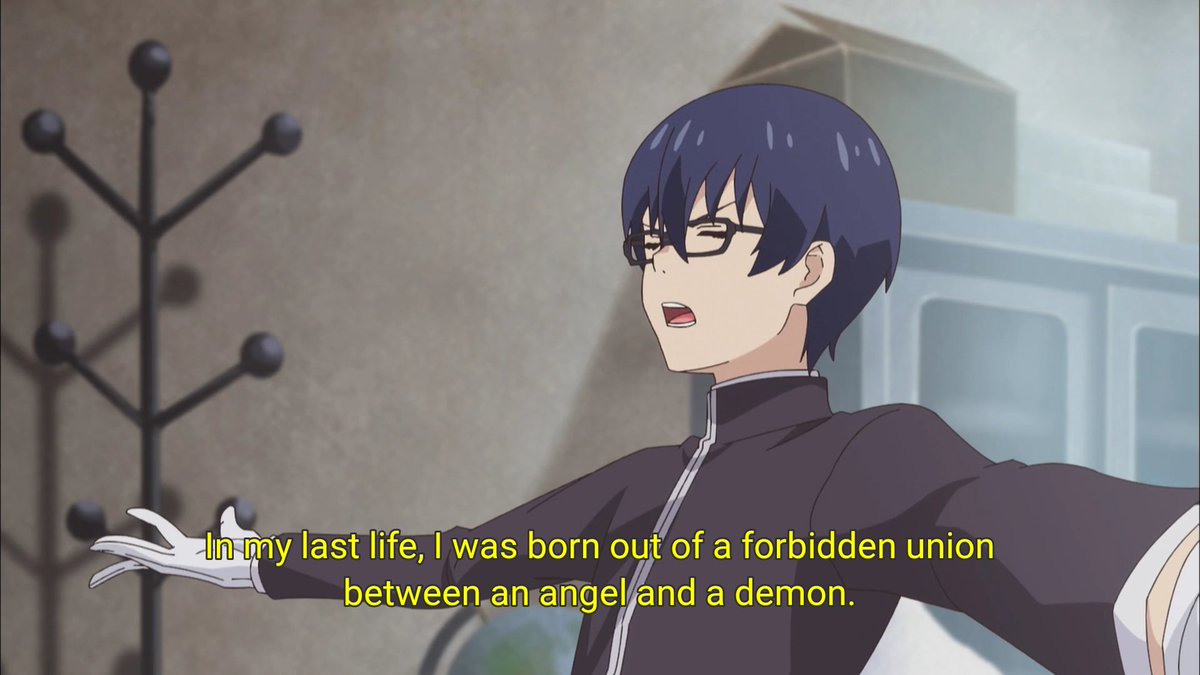 In my last life, I was born out of a forbidden union
between an angel and a demon.